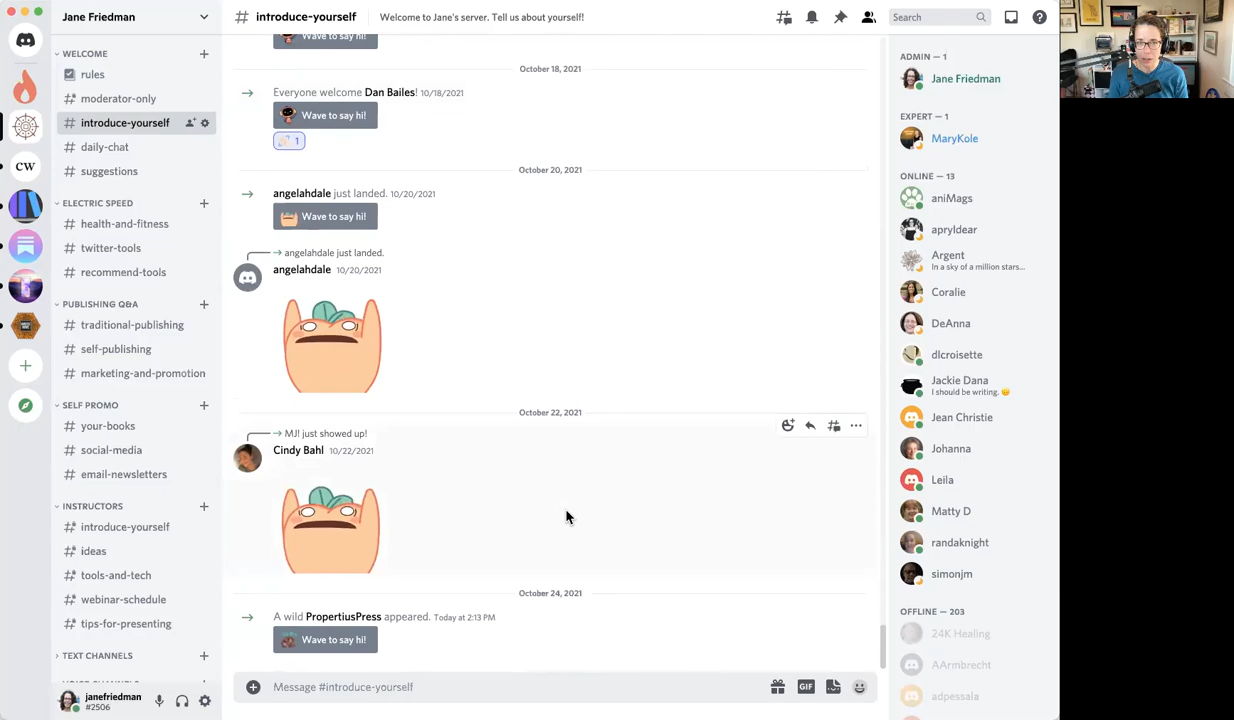 Jane Friedman
WELCOME
rules
moderator-only
introduce-yourself
daily-chat
suggestions
ELECTRIC SPEED
health-and-fitness
twitter-tools
recommend-tools
PUBLISHING Q&A
traditional-publishing
self-publishing
marketing-and-promotion
SELF PROMO
your-books
social-media
email-newsletters
INSTRUCTORS
introduce-yourself
ideas
tools-and-tech
webinar-schedule
tips-for-presenting
TEXT CHANNELS
janefriedman
#2506
CW
# introduce-yourself
Welcome to Jane's server. Tell us about yourself!
Search
Wave to say hi!
October 18, 2021
Everyone welcome Dan Bailes! 10/18/2021
Wave to say hi!
1
October 20, 2021
angelahdale just landed. 10/20/2021
Wave to say hi!
angelahdale just landed.
angelahdale 10/20/2021
October 22, 2021
MJ! just showed up!
Cindy Bahl 10/22/2021
October 24, 2021
A wild PropertiusPress appeared. Today at 2:13 PM
Wave to say hi!
Message #introduce-yourself
GIF
ADMIN — 1
Jane Friedman
EXPERT — 1
MaryKole
ONLINE — 13
aniMags
apryldear
Argent
In a sky of a million stars...
Coralie
DeAnna
dlcroisette
Jackie Dana
I should be writing.
Jean Christie
Johanna
Leila
Matty D
randaknight
simonjm
OFFLINE — 203
24K Healing
AArmbrecht
adpessala